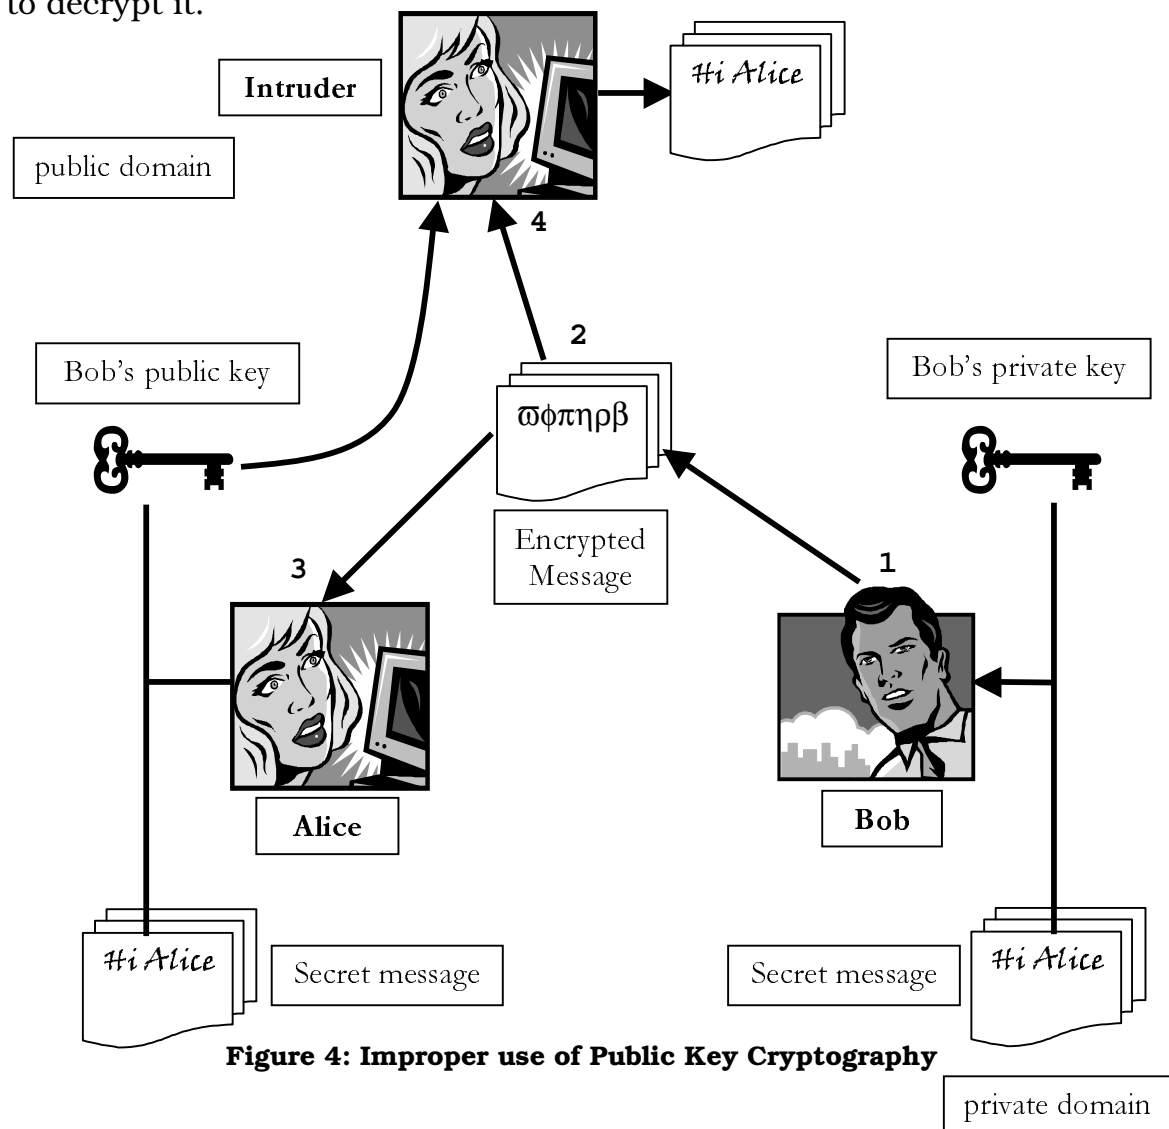 to decrypt it.
Intruder
Hi Alice
public domain
4
2
Bob's public key
Bob's private key
ϖφπηρβ
Encrypted
Message
3
1
Alice
Bob
Hi Alice
Secret message
Secret message
Hi Alice
Figure 4: Improper use of Public Key Cryptography
private domain